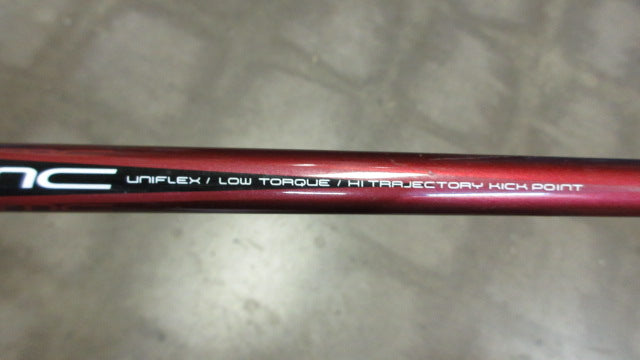 UNIFLEX / LOW TORQUE / HI TRAJECTORY KICK POINT